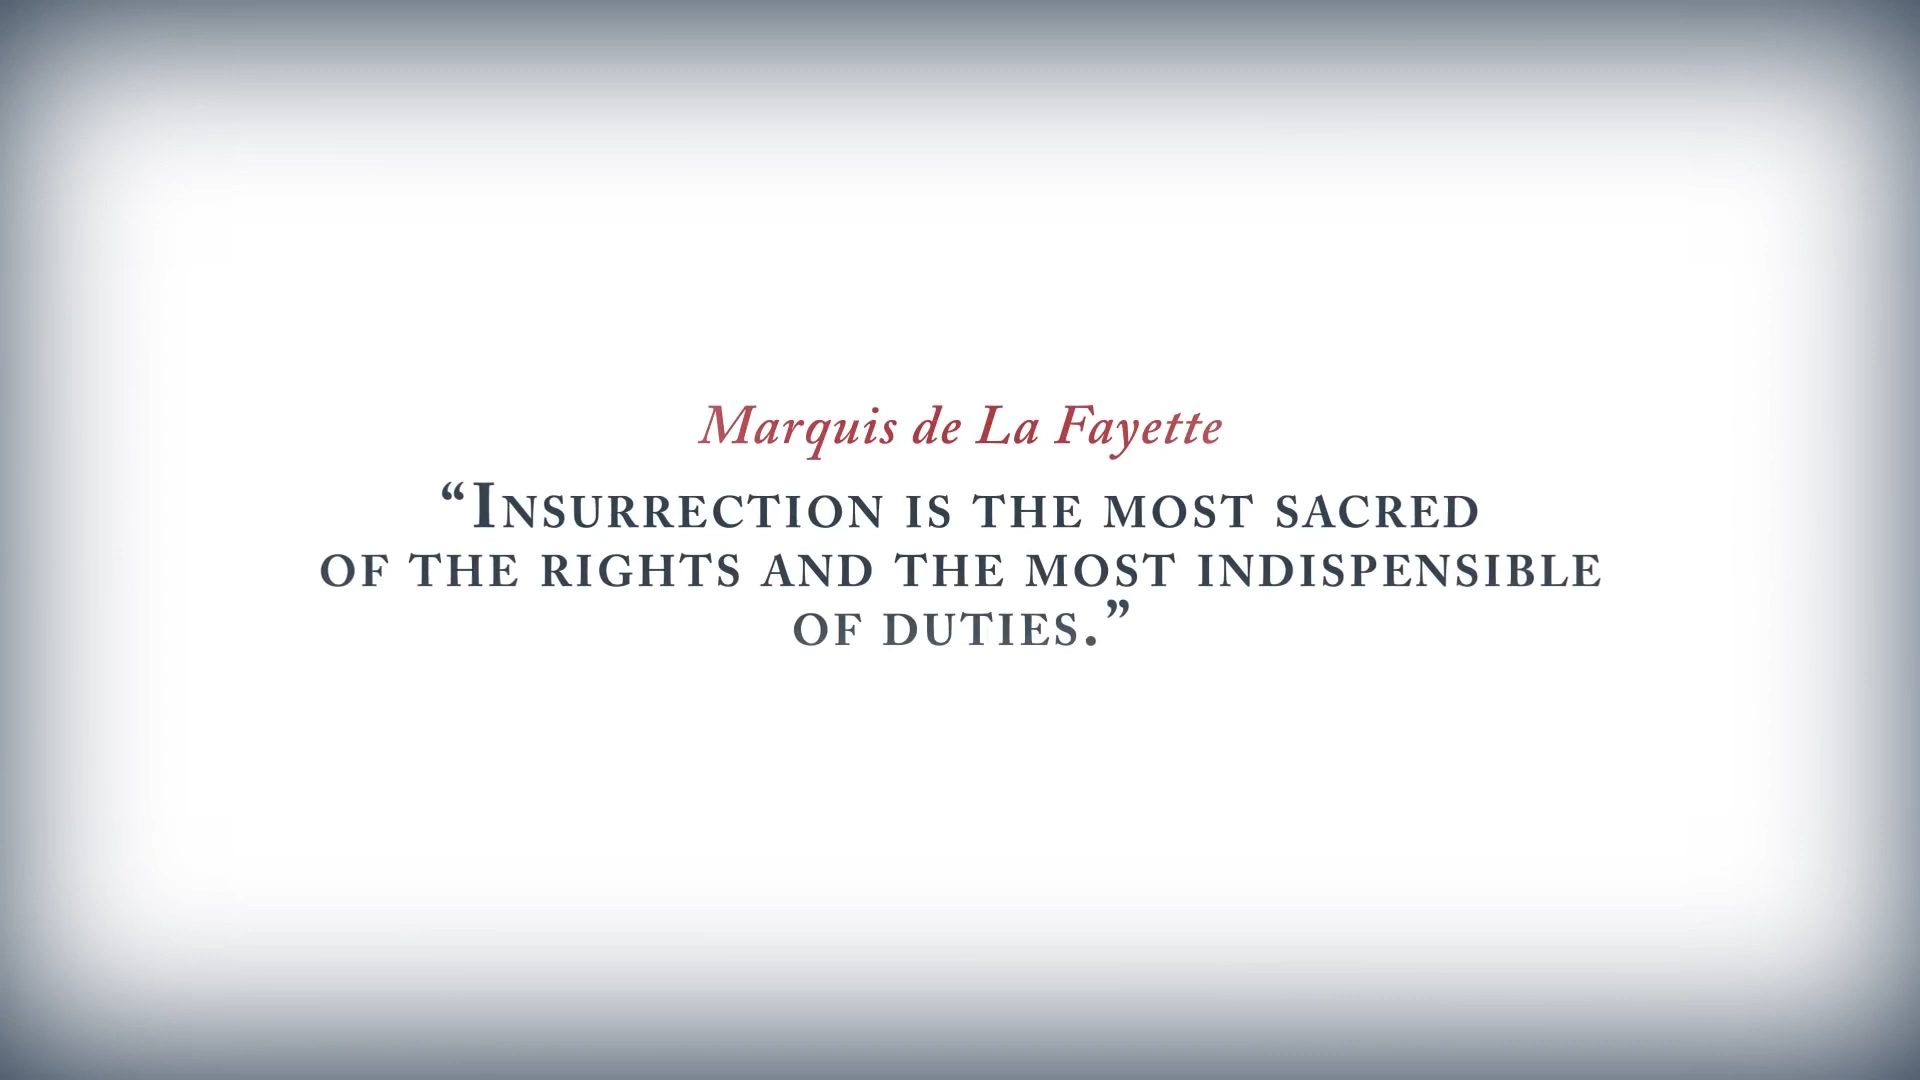 Marquis de La Fayette
“Insurrection is the most sacred
of the rights and the most indispensible
of duties.”